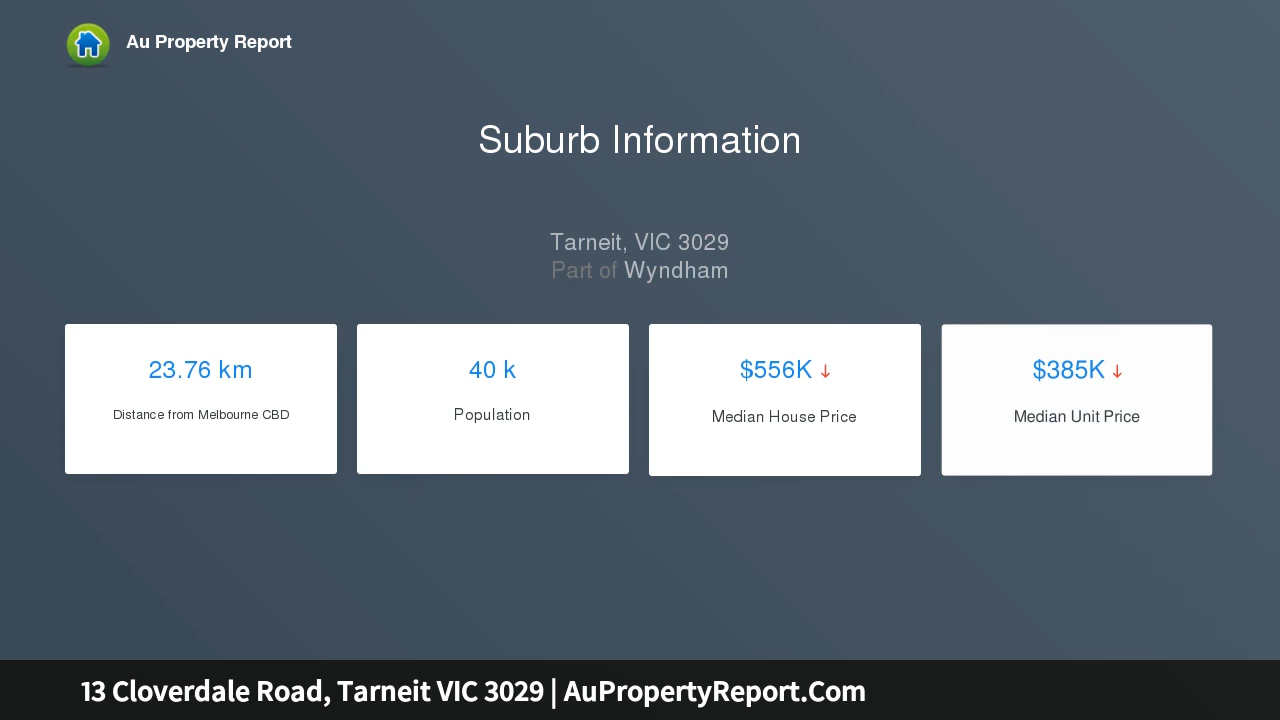 Au Property Report
Suburb Information
Tarneit, VIC 3029
Part of Wyndham
23.76 km
Distance from Melbourne CBD
40 k
Population
$556K ↓
Median House Price
$385K ↓
Median Unit Price
13 Cloverdale Road, Tarneit VIC 3029 | AuPropertyReport.Com